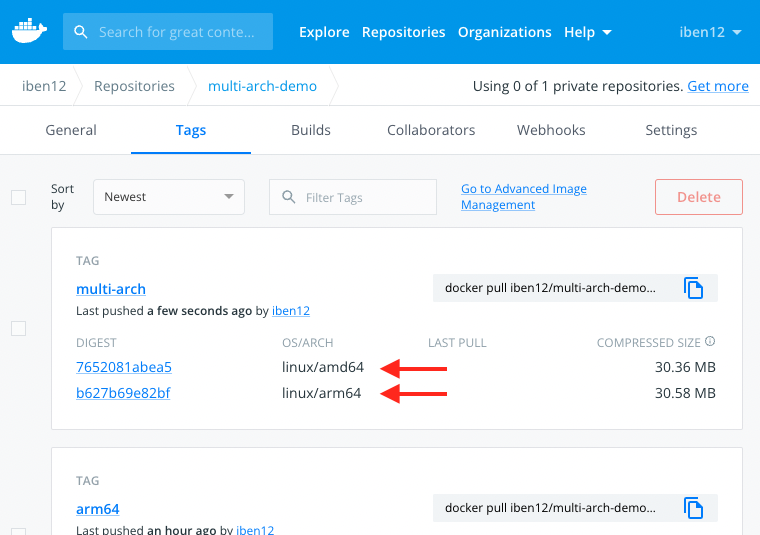 Search for great conte...
Explore Repositories Organizations Help iben12
iben12 Repositories multi-arch-demo Using 0 of 1 private repositories. Get more
General Tags Builds Collaborators Webhooks Settings
Sort by Newest Filter Tags Go to Advanced Image Management Delete
TAG
multi-arch docker pull iben12/multi-arch-demo...
Last pushed a few seconds ago by iben12
DIGEST OS/ARCH LAST PULL COMPRESSED SIZE
7652081abea5 linux/amd64 30.36 MB
b627b69e82bf linux/arm64 30.58 MB
TAG
arm64 docker pull iben12/multi-arch-demo...
Last pushed an hour ago by iben12